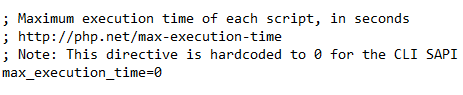 ; Maximum execution time of each script, in seconds
; http://php.net/max-execution-time
; Note: This directive is hardcoded to 0 for the CLI SAPI
max_execution_time=0